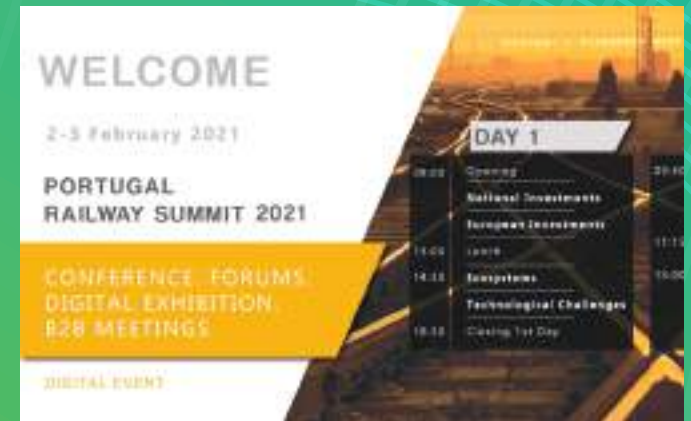 WELCOME
2-3 February 2021
PORTUGAL
RAILWAY SUMMIT 2021
CONFERENCE FORUMS
DIGITAL EXHIBITION
B2B MEETINGS
DIGITAL EVENT
DAY 1
Opening
National Investments
European Investments
Lunch
Ecosystems
Technological Challenges
Closing 1st Day